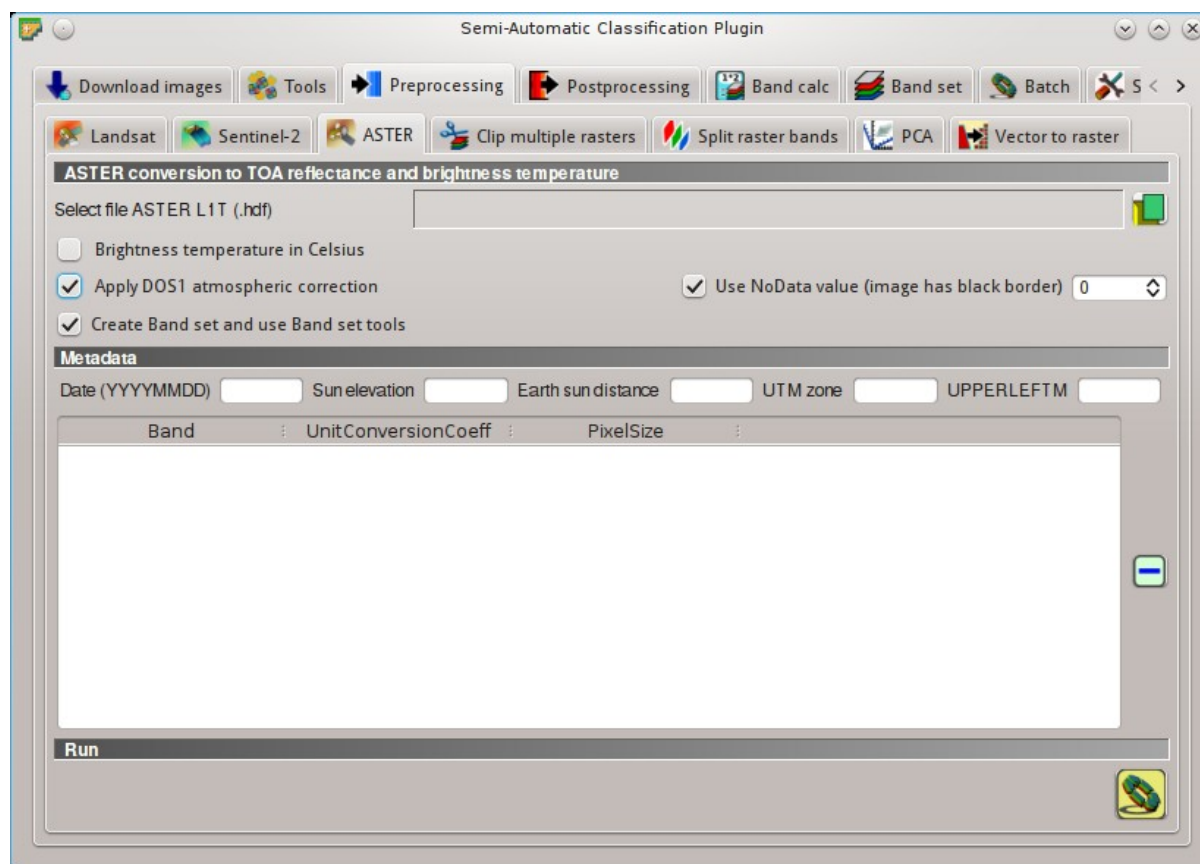 Semi-Automatic Classification Plugin
Download images Tools Preprocessing Postprocessing Band calc Band set Batch S
Landsat Sentinel-2 ASTER Clip multiple rasters Split raster bands PCA Vector to raster
ASTER conversion to TOA reflectance and brightness temperature
Select file ASTER L1T (.hdf)
Brightness temperature in Celsius
Apply DOS1 atmospheric correction Use NoData value (image has black border) 0
Create Band set and use Band set tools
Metadata
Date (YYYYMMDD) Sun elevation Earth sun distance UTM zone UPPERLEFTM
Band UnitConversionCoeff PixelSize
Run